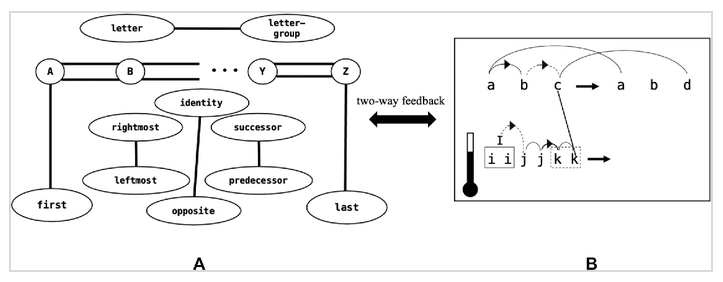 letter
letter-
group
A B • • • Y Z
identity
rightmost
successor
leftmost
predecessor
opposite
first
last
two-way feedback
a b c a b d
I
i i j j k k
A
B